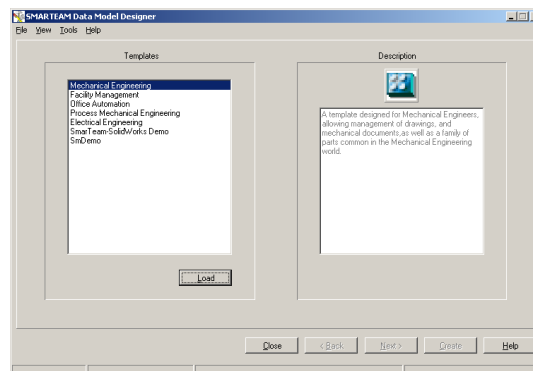 SMARTEAM Data Model Designer
File View Tools Help
Templates
Mechanical Engineering
Facility Management
Office Automation
Process Mechanical Engineering
Electrical Engineering
SmarTeam-SolidWorks Demo
SmDemo
Load
Description
A template designed for Mechanical Engineers,
allowing management of drawings, and
mechanical documents,as well as a family of
parts common in the Mechanical Engineering
world.
Close
< Back
Next >
Create
Help